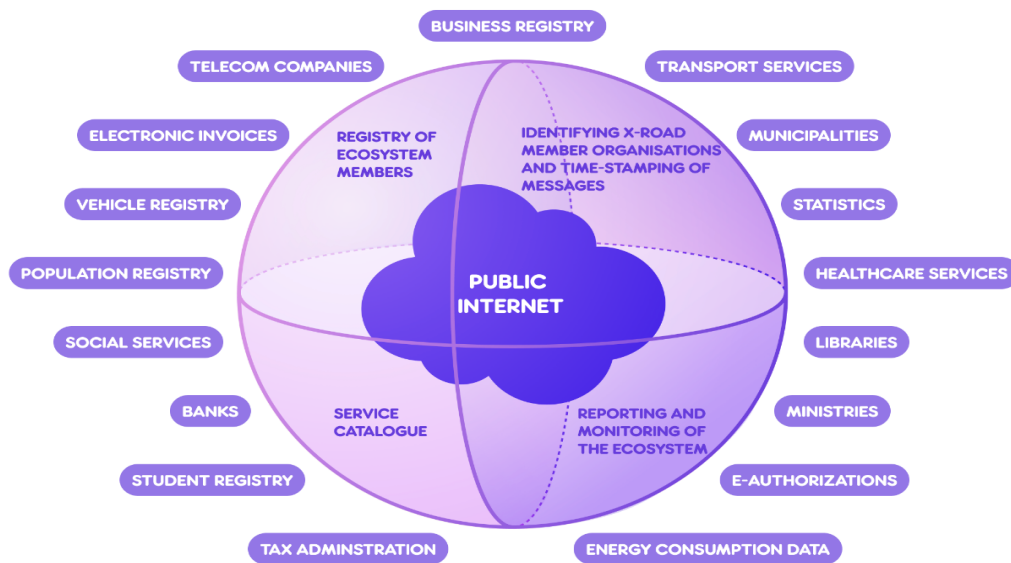 BUSINESS REGISTRY
TELECOM COMPANIES
TRANSPORT SERVICES
ELECTRONIC INVOICES
REGISTRY OF
ECOSYSTEM
MEMBERS
IDENTIFYING X-ROAD
MEMBER ORGANISATIONS
AND TIME-STAMPING OF
MESSAGES
MUNICIPALITIES
VEHICLE REGISTRY
STATISTICS
POPULATION REGISTRY
PUBLIC
INTERNET
HEALTHCARE SERVICES
SOCIAL SERVICES
LIBRARIES
BANKS
SERVICE
CATALOGUE
REPORTING AND
MONITORING OF
THE ECOSYSTEM
MINISTRIES
STUDENT REGISTRY
E-AUTHORIZATIONS
TAX ADMINSTRATION
ENERGY CONSUMPTION DATA